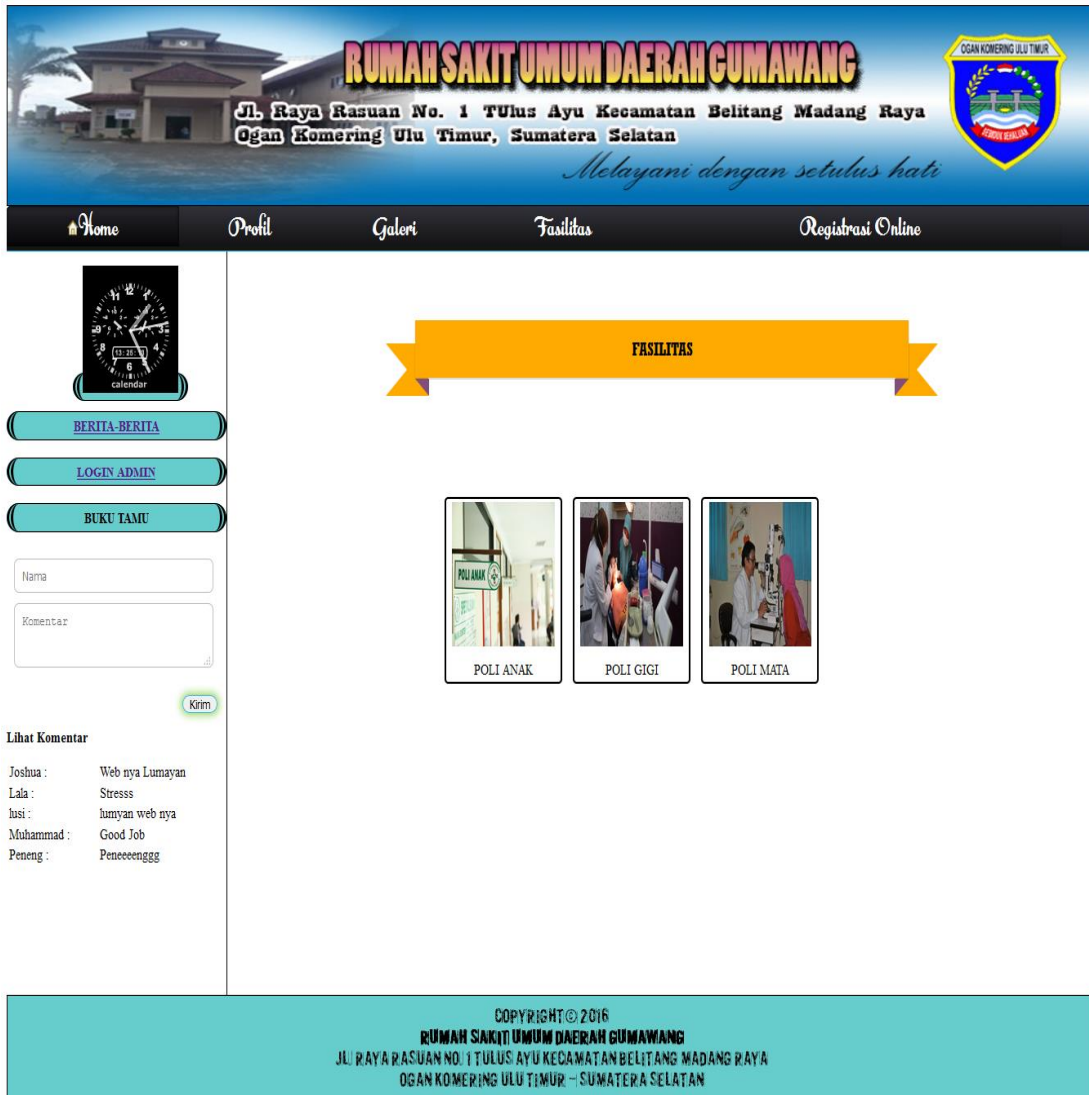 RUMAH SAKIT UMUM DAERAH GUMAWANG
Jl. Raya Rasuan No. 1 TUlus Ayu Kecamatan Belitang Madang Raya
Ogan Komering Ulu Timur, Sumatera Selatan
Melayani dengan setulus hati
OGAN KOMERING ULU TIMUR
Home Profil Galeri Fasilitas Registrasi Online
calendar
BERITA-BERITA
LOGIN ADMIN
BUKU TAMU
Nama
Komentar
Kirim
Lihat Komentar
Joshua : Web nya Lumayan
Lala : Stresss
lusi : lumyan web nya
Muhammad : Good Job
Peneng : Peneeeenggg
FASILITAS
POLI ANAK
POLI ANAK POLI GIGI POLI MATA
COPYRIGHT © 2016
RUMAH SAKIT UMUM DAERAH GUMAWANG
JL. RAYA RASUAN NO. 1 TULUS AYU KECAMATAN BELITANG MADANG RAYA
OGAN KOMERING ULU TIMUR - SUMATERA SELATAN